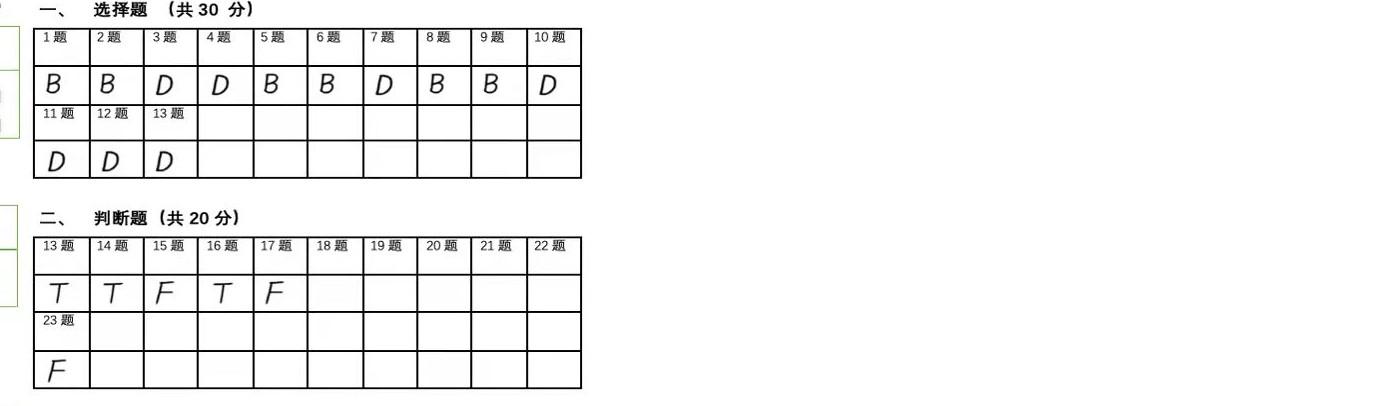 一、 选择题 （共 30 分）
1 题 2 题 3 题 4 题 5 题 6 题 7 题 8 题 9 题 10 题
B B D D B B D B B D
11 题 12 题 13 题
D D D
二、 判断题（共 20 分）
13 题 14 题 15 题 16 题 17 题 18 题 19 题 20 题 21 题 22 题
T T F T F
23 题
F